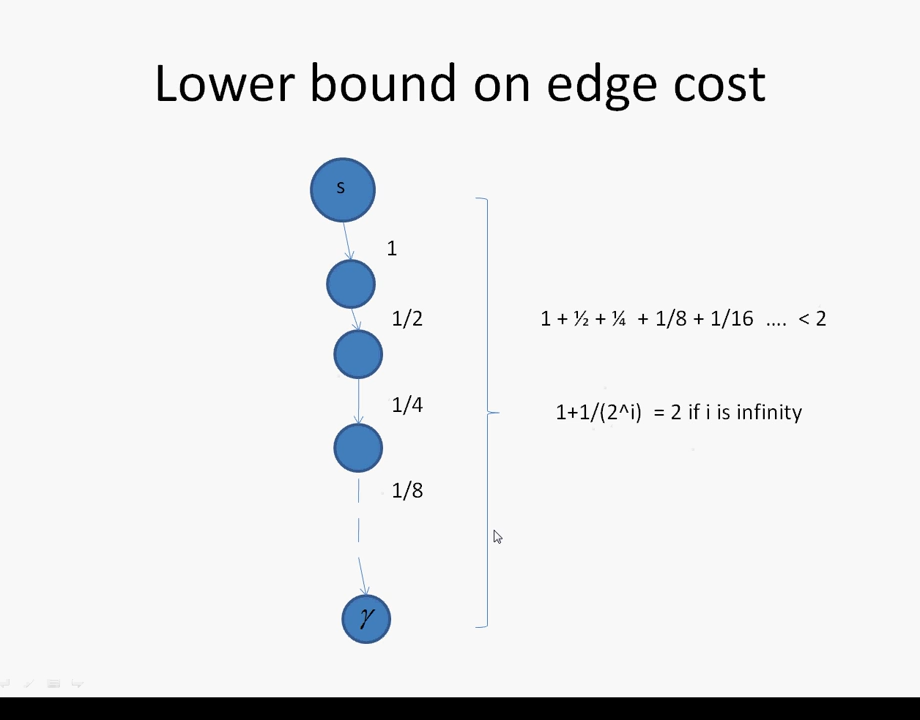 Lower bound on edge cost
s
1
1/2
1 + ½ + ¼ + 1/8 + 1/16 .... < 2
1/4
1+1/(2^i) = 2 if i is infinity
1/8
γ